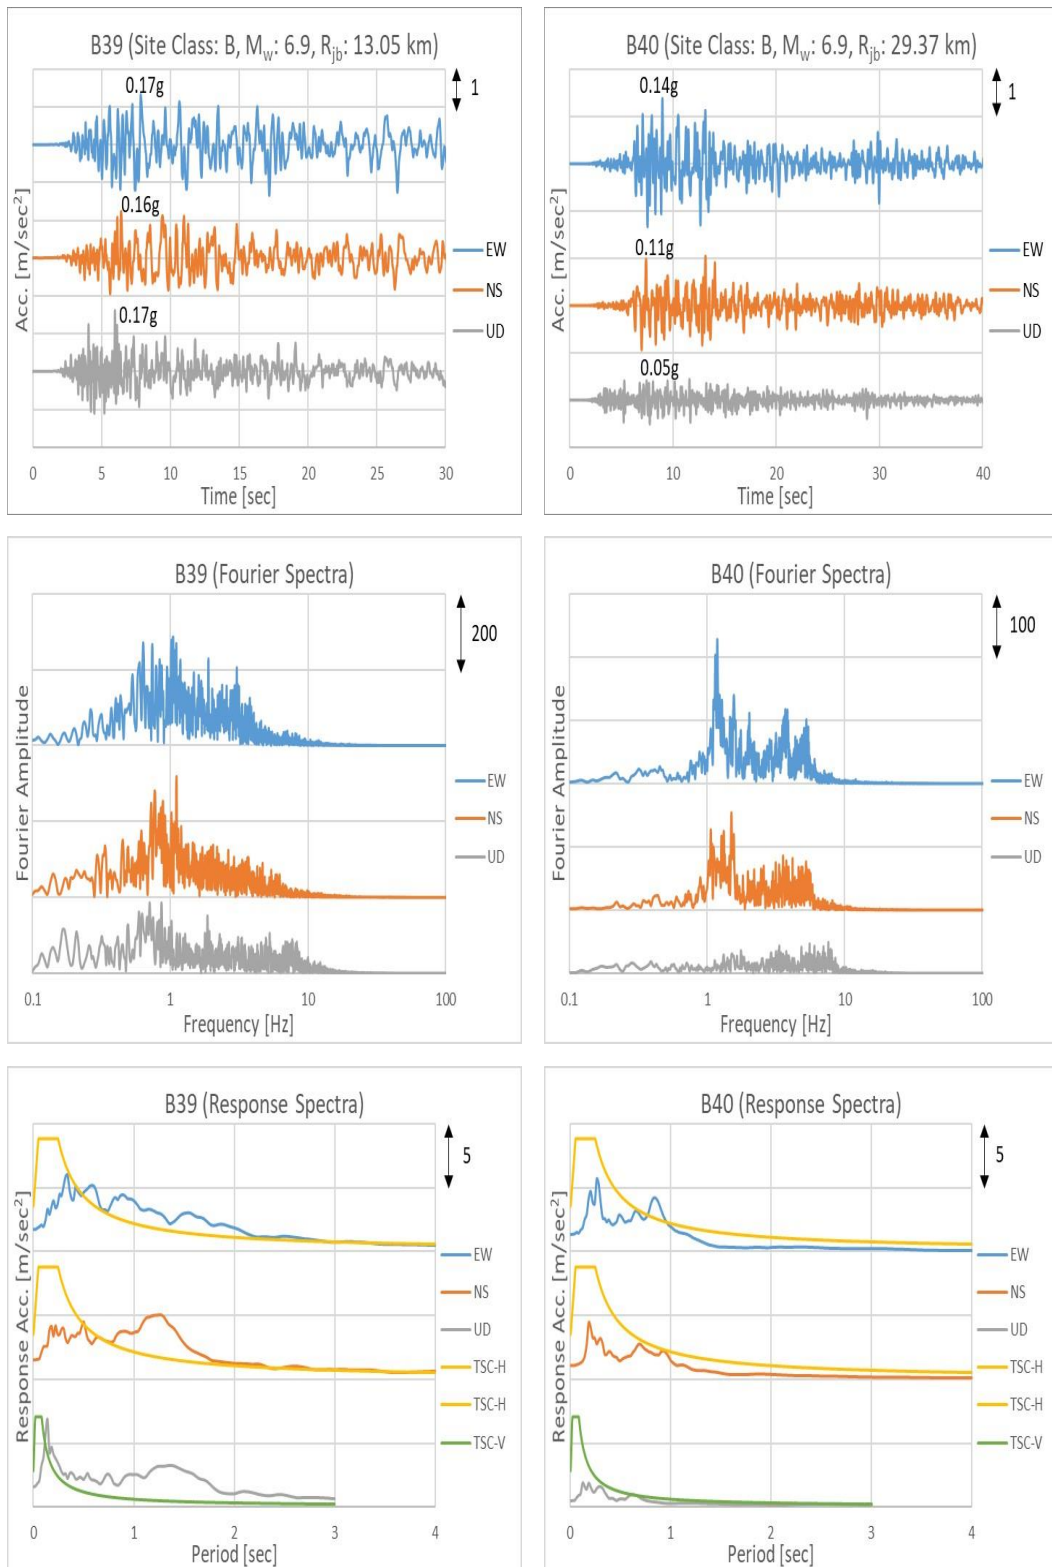 B39 (Site Class: B, Mw: 6.9, Rjb: 13.05 km)
1
0.17g
0.16g
0.17g
Acc. [m/sec²]
EW
NS
UD
0 5 10 15 20 25 30
Time [sec]
B40 (Site Class: B, Mw: 6.9, Rjb: 29.37 km)
1
0.14g
0.11g
0.05g
Acc. [m/sec²]
EW
NS
UD
0 10 20 30 40
Time [sec]
B39 (Fourier Spectra)
200
Fourier Amplitude
EW
NS
UD
0.1 1 10 100
Frequency [Hz]
B40 (Fourier Spectra)
100
Fourier Amplitude
EW
NS
UD
0.1 1 10 100
Frequency [Hz]
B39 (Response Spectra)
5
Response Acc. [m/sec²]
EW
NS
UD
TSC-H
TSC-H
TSC-V
0 1 2 3 4
Period [sec]
B40 (Response Spectra)
5
Response Acc. [m/sec²]
EW
NS
UD
TSC-H
TSC-H
TSC-V
0 1 2 3 4
Period [sec]